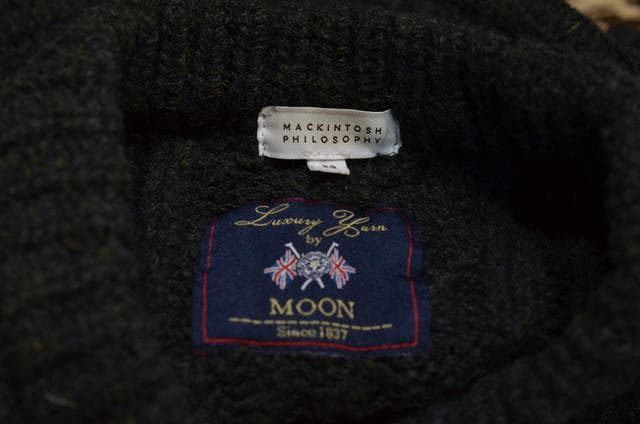 MACKINTOSH
PHILOSOPHY
Luxury Yarn
by
MOON
Since 1837